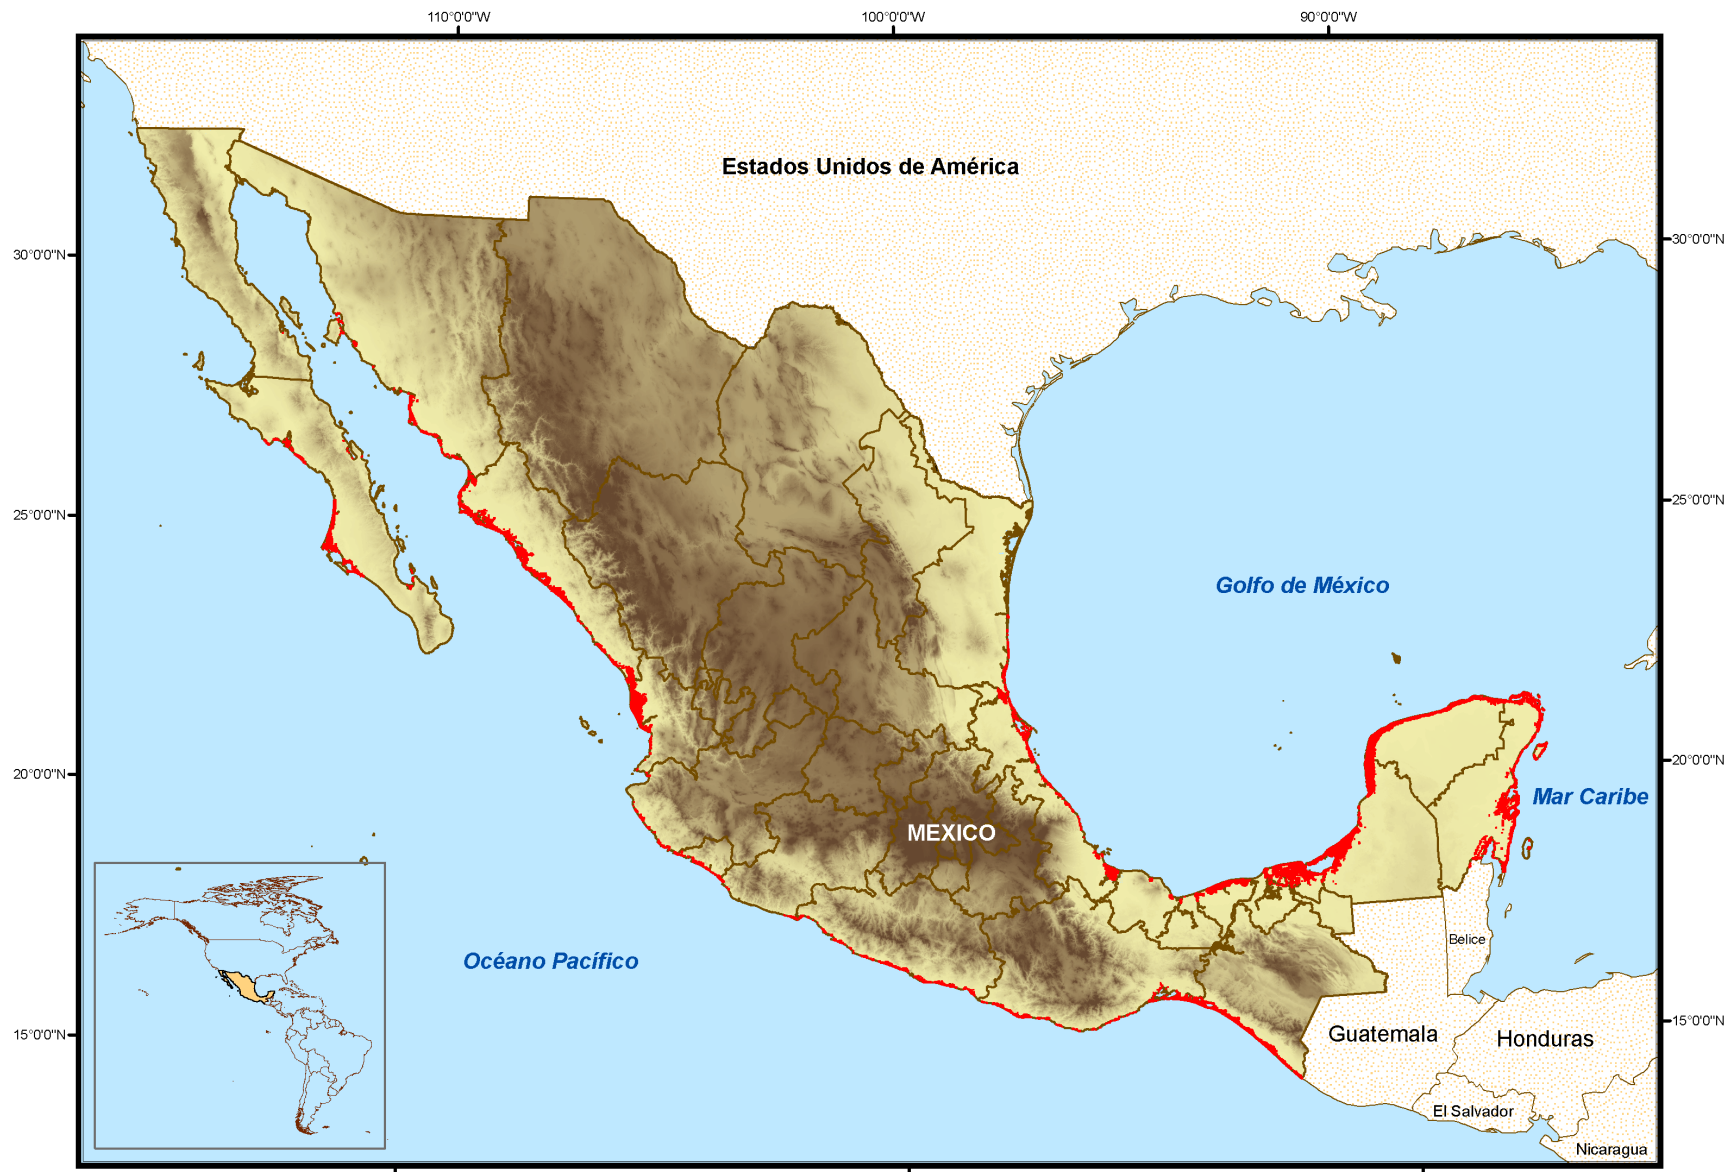 110°0'0"W
100°0'0"W
90°0'0"W
Estados Unidos de América
30°0'0"N
30°0'0"N
25°0'0"N
25°0'0"N
Golfo de México
20°0'0"N
20°0'0"N
Mar Caribe
MEXICO
Belice
Océano Pacífico
15°0'0"N
15°0'0"N
Guatemala
Honduras
El Salvador
Nicaragua